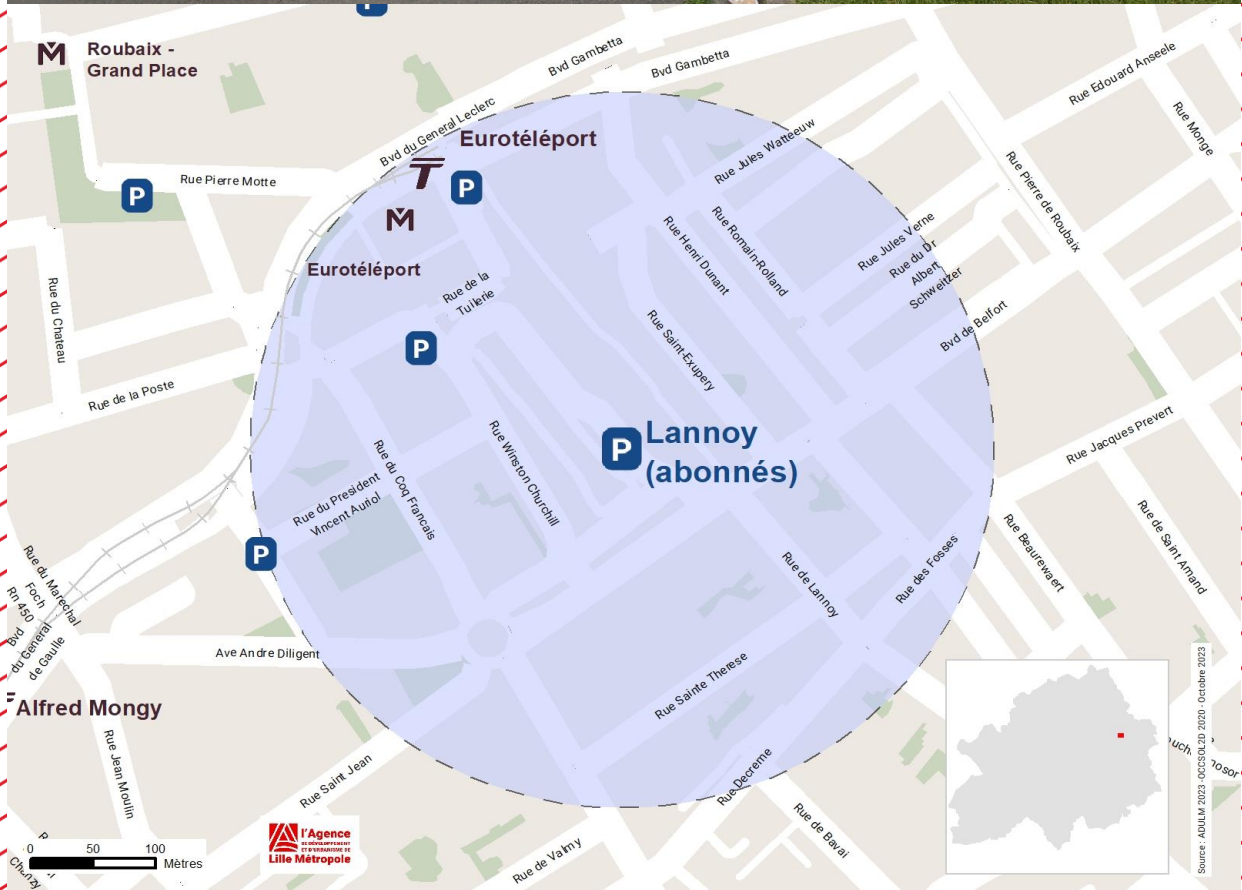 P
Roubaix -
Grand Place
Bvd Gambetta
Bvd Gambetta
Rue Edouard Anseele
Rue Monge
Bvd du General Leclerc
Eurotéléport
Rue Jules Watteeuw
Rue Pierre Motte
P
P
Rue Pierre de Roubaix
Eurotéléport
Rue Henri Dunant
Rue Romain-Rolland
Rue Jules Verne
Rue du Dr
Albert
Schweitzer
Rue de la
Tuilerie
Rue du Chateau
Bvd de Belfort
P
Rue Saint-Exupery
Rue de la Poste
Rue Jacques Prevert
P
Lannoy
(abonnés)
Rue du Coq Francais
Rue Winston Churchill
Rue du President
Vincent Auriol
P
Rue de Saint Amand
Rue Beaurewaert
Rue des Fosses
Rue de Lannoy
Rue du Marechal
Foch
Rn 450
Bvd
du General
de Gaulle
Ave Andre Diligent
Rue Sainte Therese
Alfred Mongy
Rue Jean Moulin
Rue Saint Jean
Rue Decreme
Rue de Bavai
Rue de Valmy
0 50 100
Mètres
l'Agence
DE DÉVELOPPEMENT
ET D'URBANISME DE
Lille Métropole
Source : ADULM 2023 - OCCSOL2D 2020 - Octobre 2023